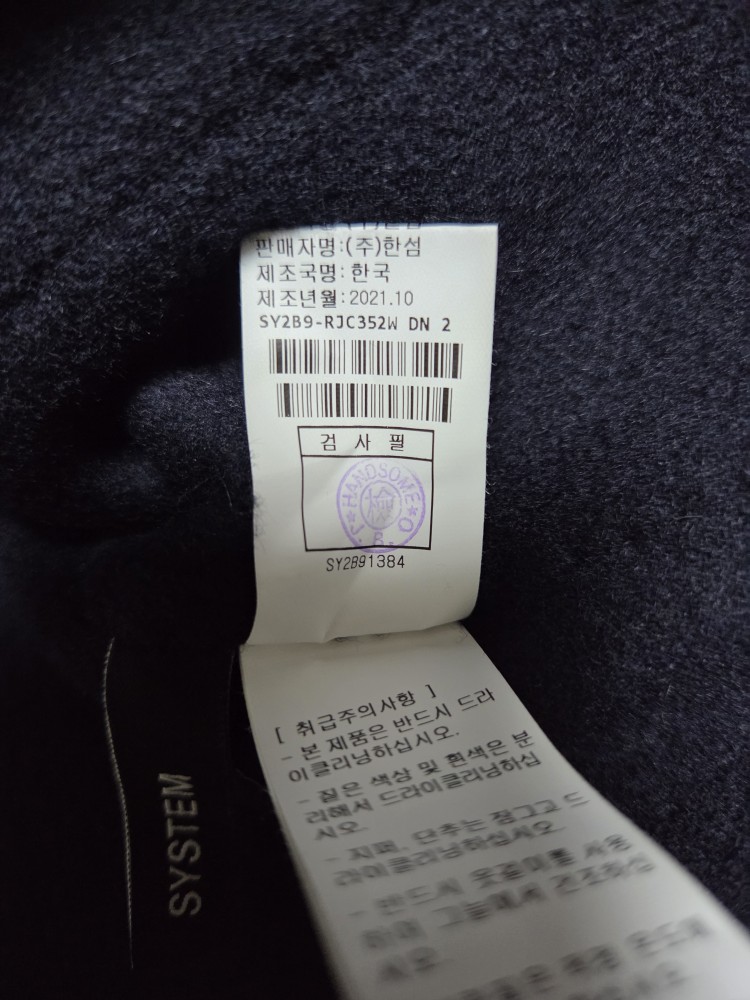 판매자명:(주)한섬
제조국명: 한국
제조년월:2021.10
SY2B9-RJC352W DN 2
검 사 필
HANDSOME
檢
J.B.O
SY2B91384
[ 취급주의사항 ]
- 본 제품은 반드시 드라
이클리닝하십시오.
- 짙은 색상 및 흰색은 분
리해서 드라이클리닝하십
시오.
- 지퍼, 단추는 잠그고 드
라이클리닝하십시오.
- 반드시 옷걸이를 사용
하여 그늘에서 건조하십
시오.
SYSTEM